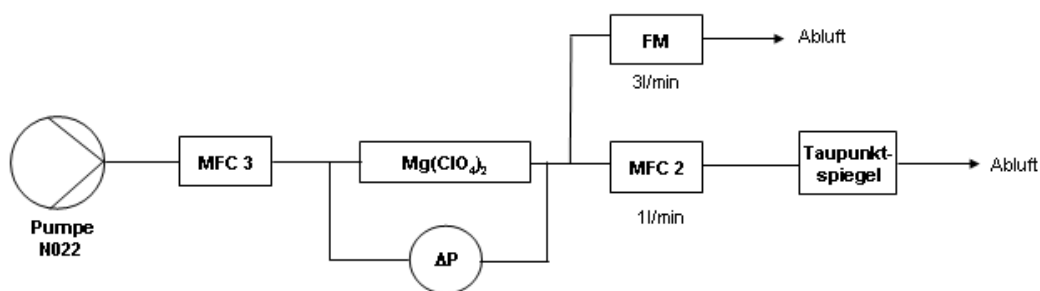 FM
Abluft
3l/min
MFC 3
Mg(ClO₄)₂
MFC 2
Taupunkt-
spiegel
Abluft
1l/min
Pumpe
N022
ΔP